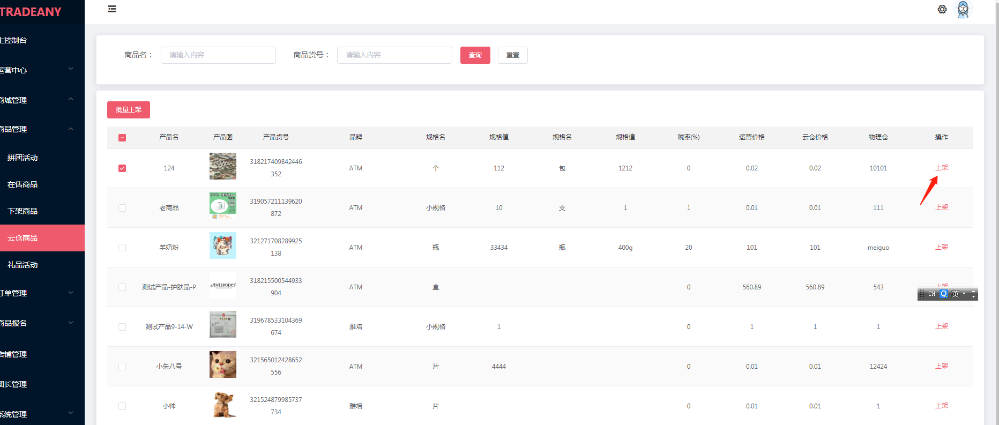 TRADEANY
主控制台
运营中心
商城管理
商品管理
拼团活动
在售商品
下架商品
云仓商品
礼品活动
订单管理
商品报名
店铺管理
团长管理
系统管理
商品名： 请输入内容 商品货号： 请输入内容 查询 重置
批量上架
产品名 产品图 产品货号 品牌 规格名 规格值 规格名 规格值 税率(%) 运营价格 云仓价格 物理仓 操作
124 318217409842446352 ATM 个 112 包 1212 0 0.02 0.02 10101 上架
老商品 319057211139620872 ATM 小规格 10 支 1 1 0.01 0.01 111 上架
羊奶粉 321271708289925138 ATM 瓶 33434 瓶 400g 20 101 101 meiguo 上架
测试产品-护肤品-P ANTIPODES 318215500544933904 ATM 盒 0 560.89 560.89 543 上架
CH 英
测试产品9-14-W 319678533104369674 雅培 小规格 1 0 1 1 1 上架
小朱八号 321565012428652556 ATM 片 4444 0 0.01 0.01 12424 上架
小帅 321524879985737734 雅培 片 0 0.01 0.01 1 上架